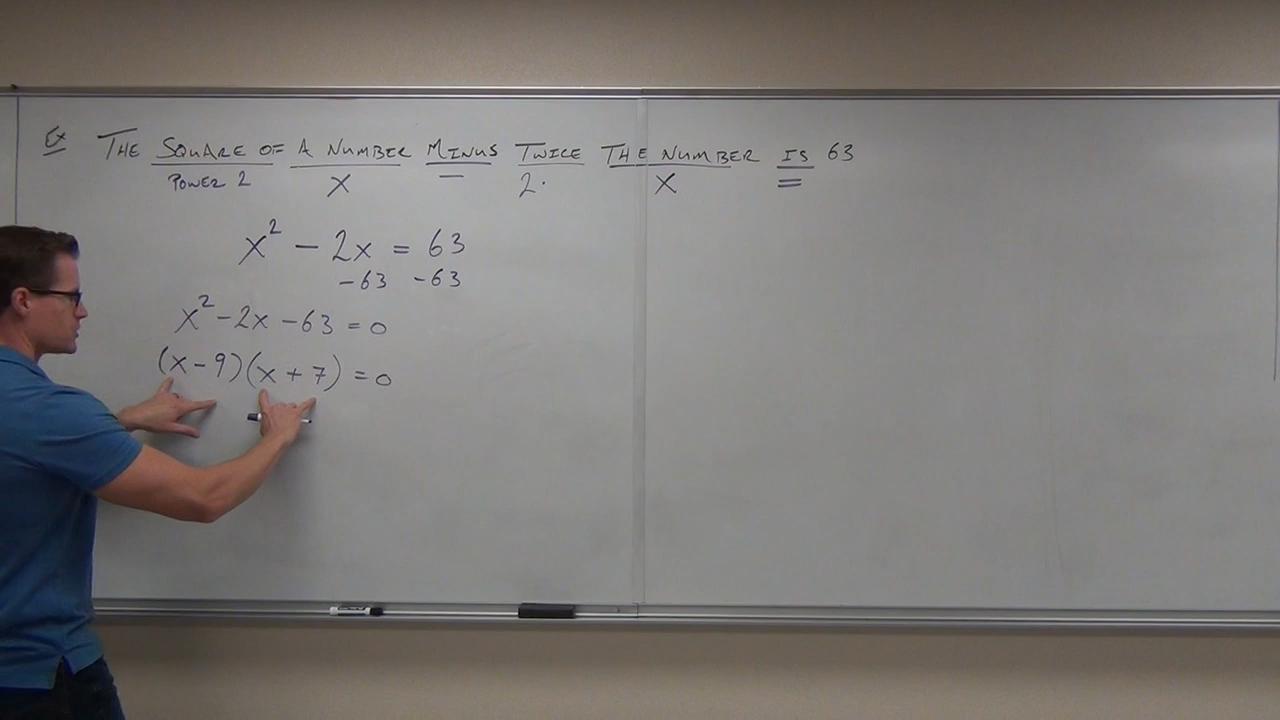 Ex THE SQUARE OF A NUMBER MINUS TWICE THE NUMBER IS 63
POWER 2 X − 2· X =
x² − 2x = 63
−63 −63
x² − 2x − 63 = 0
(x − 9)(x + 7) = 0